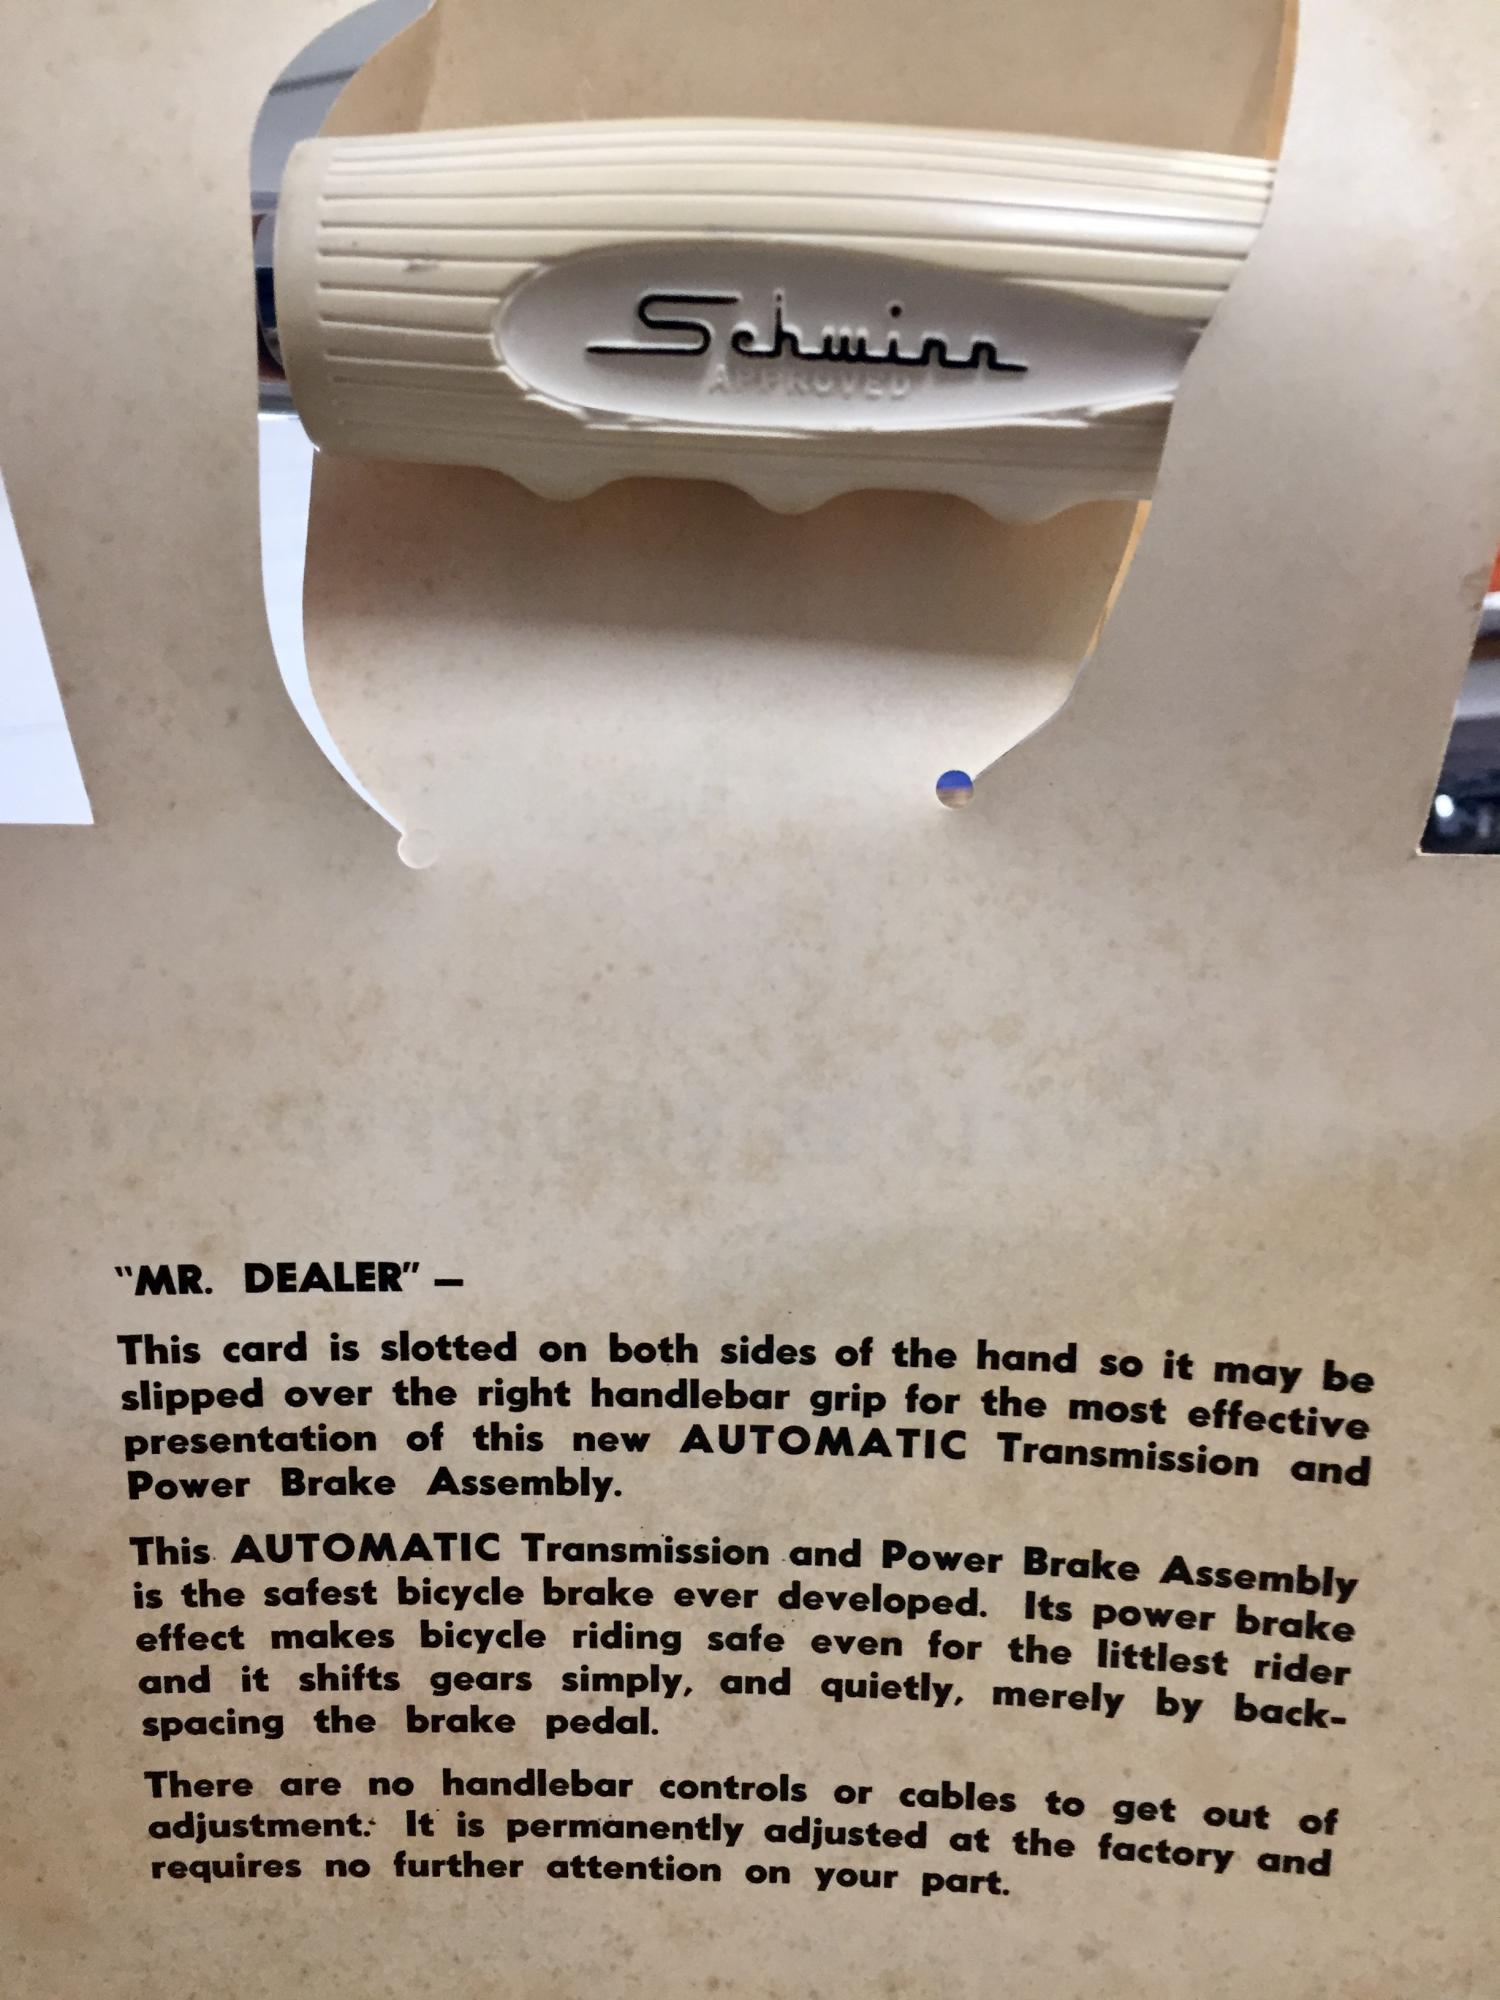 Schwinn
APPROVED
"MR. DEALER" —
This card is slotted on both sides of the hand so it may be
slipped over the right handlebar grip for the most effective
presentation of this new AUTOMATIC Transmission and
Power Brake Assembly.
This AUTOMATIC Transmission and Power Brake Assembly
is the safest bicycle brake ever developed. Its power brake
effect makes bicycle riding safe even for the littlest rider
and it shifts gears simply, and quietly, merely by back-
spacing the brake pedal.
There are no handlebar controls or cables to get out of
adjustment. It is permanently adjusted at the factory and
requires no further attention on your part.